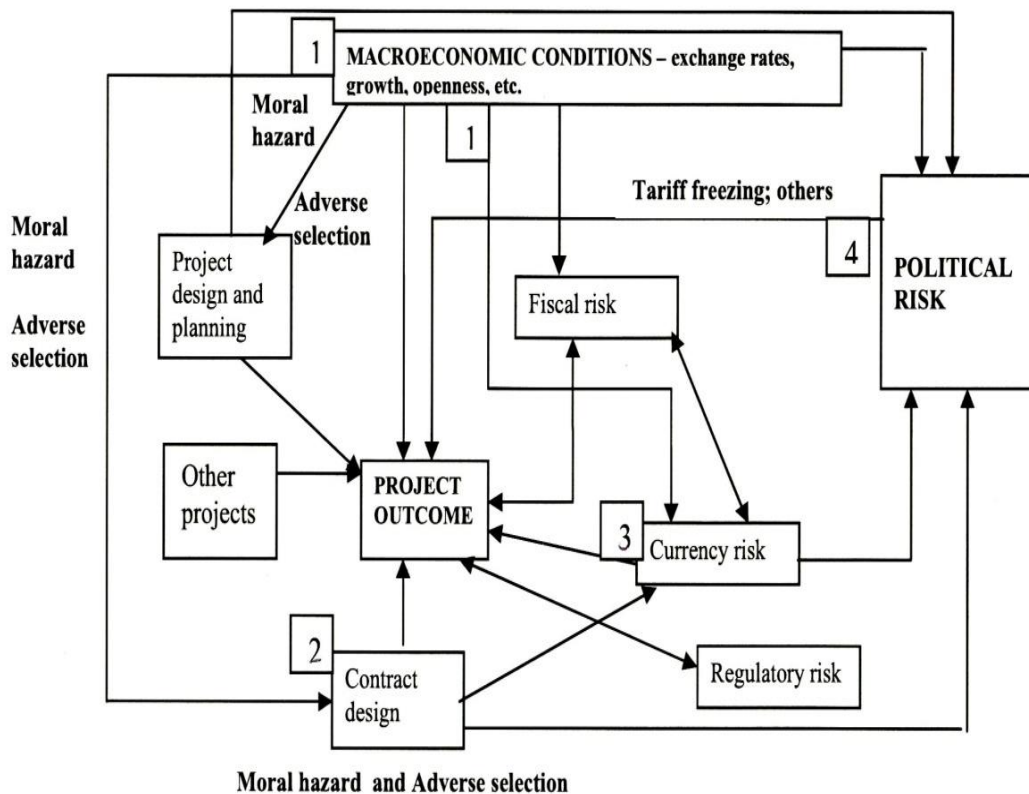 1
MACROECONOMIC CONDITIONS – exchange rates,
growth, openness, etc.
Moral
hazard
1
Adverse
selection
Tariff freezing; others
Moral
hazard
Adverse
selection
Project
design and
planning
4
POLITICAL
RISK
Fiscal risk
Other
projects
PROJECT
OUTCOME
3
Currency risk
2
Contract
design
Regulatory risk
Moral hazard and Adverse selection